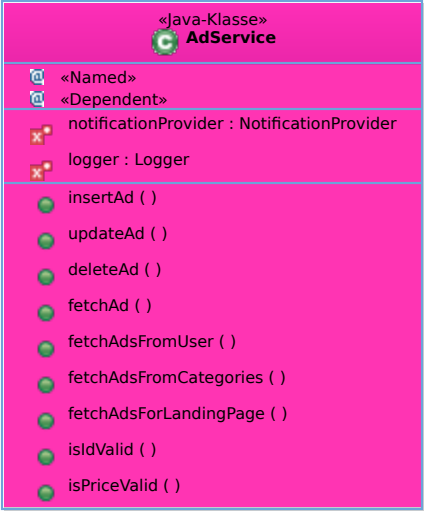 «Java-Klasse»
C AdService
@ «Named»
@ «Dependent»
notificationProvider : NotificationProvider
logger : Logger
insertAd ( )
updateAd ( )
deleteAd ( )
fetchAd ( )
fetchAdsFromUser ( )
fetchAdsFromCategories ( )
fetchAdsForLandingPage ( )
isIdValid ( )
isPriceValid ( )